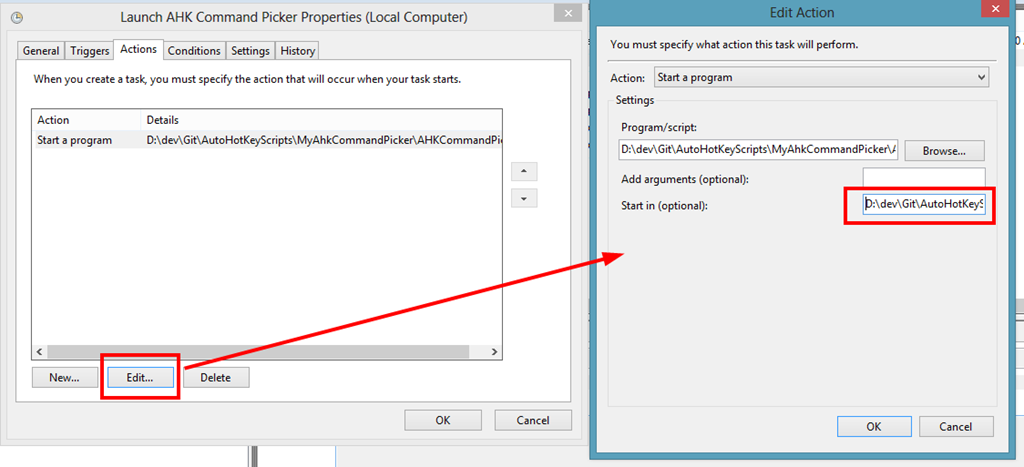 Launch AHK Command Picker Properties (Local Computer)
General Triggers Actions Conditions Settings History
When you create a task, you must specify the action that will occur when your task starts.
Action Details
Start a program D:\dev\Git\AutoHotKeyScripts\MyAhkCommandPicker\AHKCommandPi
New... Edit... Delete
OK Cancel
Edit Action
You must specify what action this task will perform.
Action: Start a program
Settings
Program/script:
D:\dev\Git\AutoHotKeyScripts\MyAhkCommandPicker\A Browse...
Add arguments (optional):
Start in (optional): D:\dev\Git\AutoHotKeyS
OK Cancel